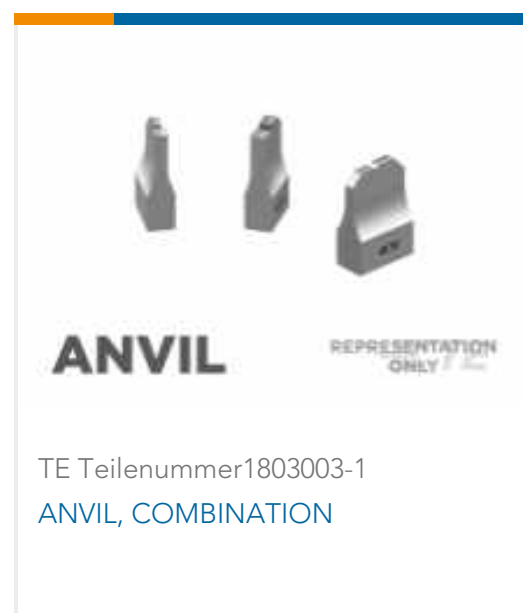 ANVIL
REPRESENTATION
ONLY
TE Teilenummer1803003-1
ANVIL, COMBINATION